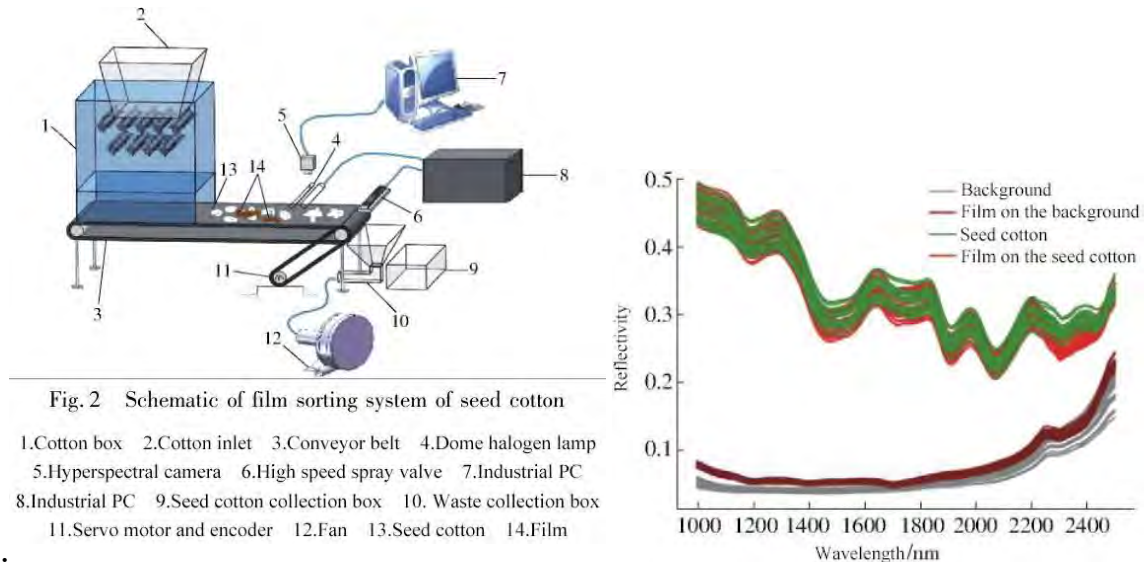 2
1
5
4
7
13
14
8
6
11
9
3
10
12
Fig. 2 Schematic of film sorting system of seed cotton
1.Cotton box 2.Cotton inlet 3.Conveyor belt 4.Dome halogen lamp
5.Hyperspectral camera 6.High speed spray valve 7.Industrial PC
8.Industrial PC 9.Seed cotton collection box 10. Waste collection box
11.Servo motor and encoder 12.Fan 13.Seed cotton 14.Film
.
0.5
0.4
0.3
0.2
0.1
Reflectivity
Background
Film on the background
Seed cotton
Film on the seed cotton
1000 1200 1400 1600 1800 2000 2200 2400
Wavelength/nm